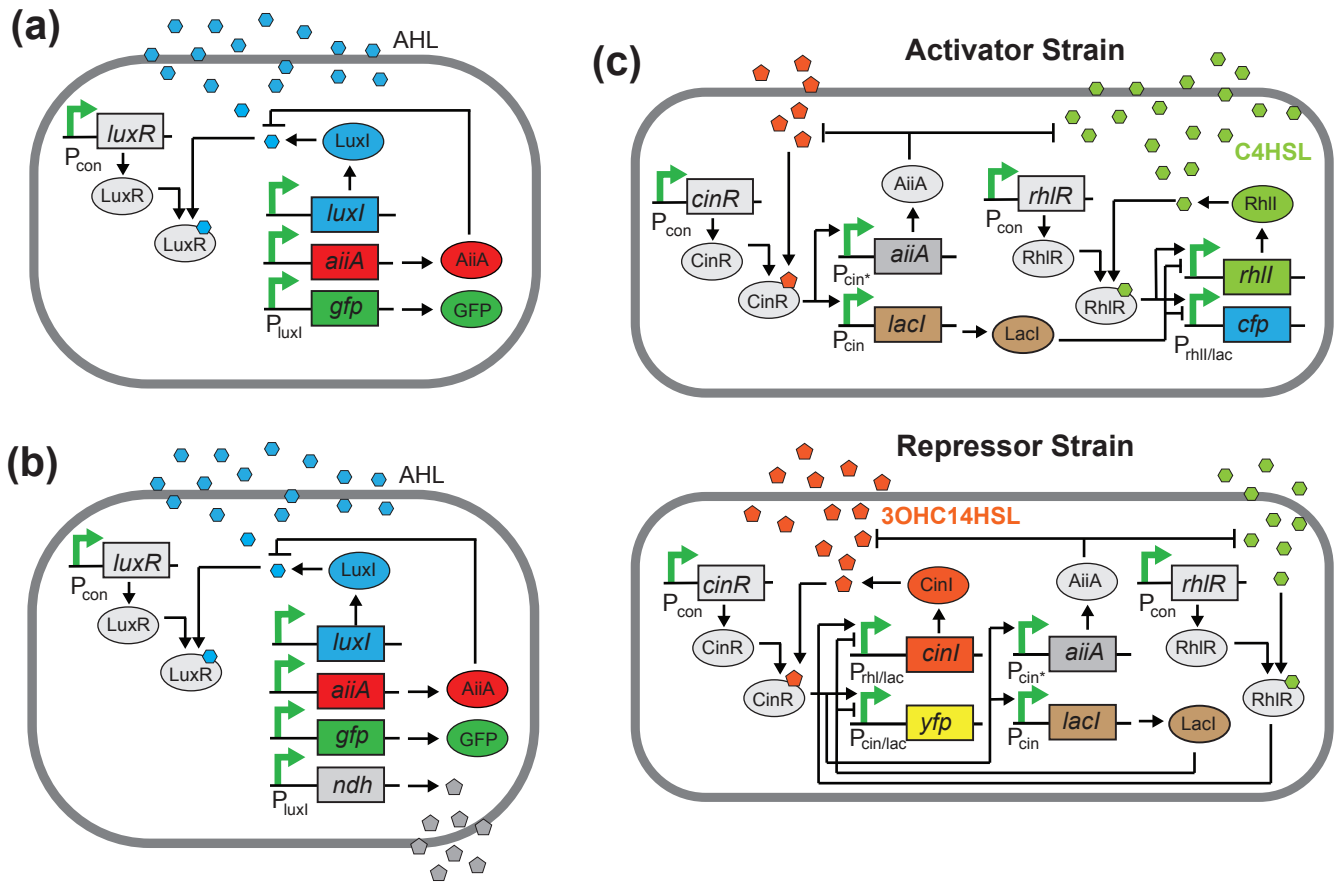 (a)
AHL
luxR
Pcon
LuxR
LuxR
LuxI
luxI
aiiA
AiiA
gfp
GFP
PluxI
(b)
AHL
luxR
Pcon
LuxR
LuxR
LuxI
luxI
aiiA
AiiA
gfp
GFP
ndh
PluxI
(c)
Activator Strain
C4HSL
cinR
Pcon
CinR
CinR
AiiA
aiiA
Pcin*
lacI
Pcin
LacI
rhlR
Pcon
RhlR
RhlR
RhlI
rhlI
cfp
PrhlI/lac
Repressor Strain
3OHC14HSL
cinR
Pcon
CinR
CinR
CinI
cinI
Prhl/lac
yfp
Pcin/lac
AiiA
aiiA
Pcin*
lacI
Pcin
LacI
rhlR
Pcon
RhlR
RhlR